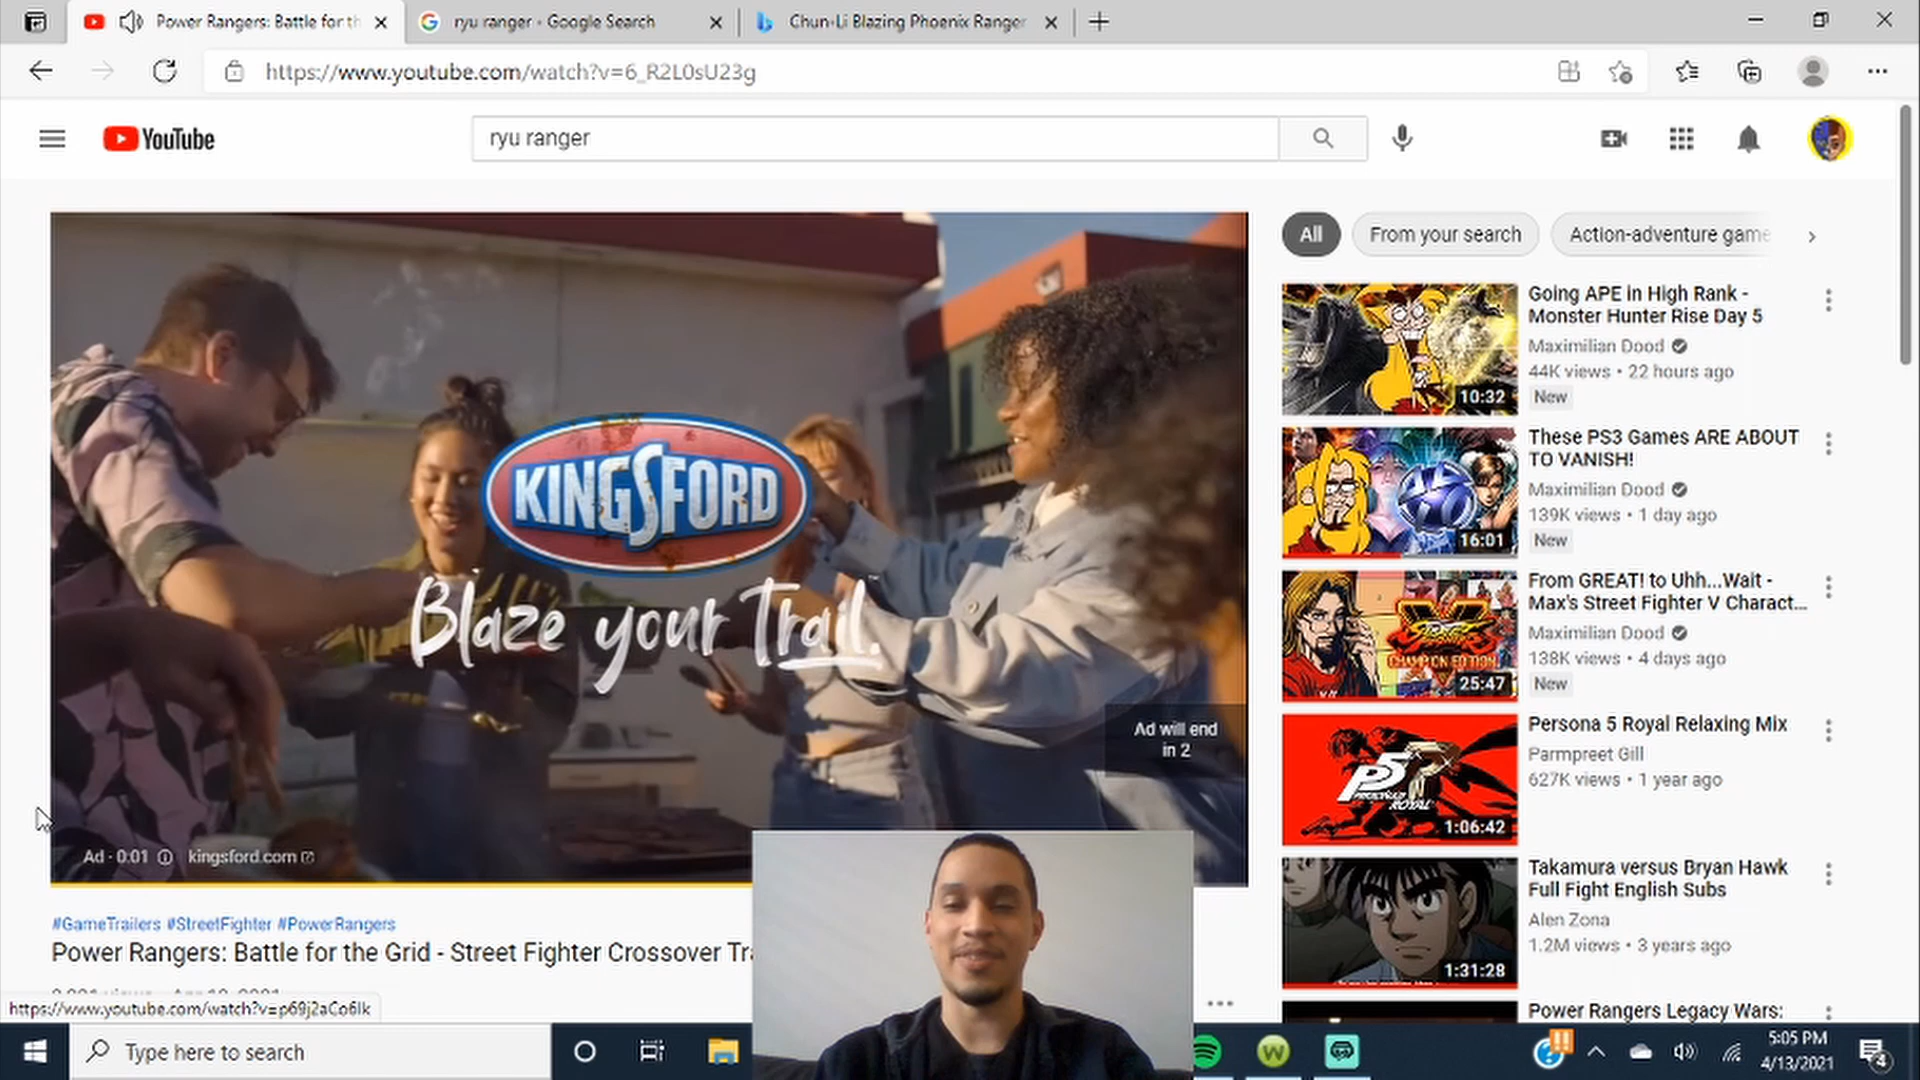 Power Rangers: Battle for th
ryu ranger - Google Search
Chun-Li Blazing Phoenix Ranger
https://www.youtube.com/watch?v=6_R2L0sU23g
YouTube
ryu ranger
All
From your search
Action-adventure game
KINGSFORD
Blaze your Trail.
Ad will end
in 2
Ad · 0:01
kingsford.com
#GameTrailers #StreetFighter #PowerRangers
Power Rangers: Battle for the Grid - Street Fighter Crossover Tra
https://www.youtube.com/watch?v=p69j2aCo6lk
Going APE in High Rank -
Monster Hunter Rise Day 5
Maximilian Dood
44K views • 22 hours ago
New
10:32
These PS3 Games ARE ABOUT
TO VANISH!
Maximilian Dood
139K views • 1 day ago
New
16:01
From GREAT! to Uhh...Wait -
Max's Street Fighter V Charact...
Maximilian Dood
138K views • 4 days ago
New
CHAMPION EDITION
25:47
Persona 5 Royal Relaxing Mix
Parmpreet Gill
627K views • 1 year ago
P5
ROYAL
1:06:42
Takamura versus Bryan Hawk
Full Fight English Subs
Alen Zona
1.2M views • 3 years ago
1:31:28
Power Rangers Legacy Wars:
Type here to search
5:05 PM
4/13/2021
4